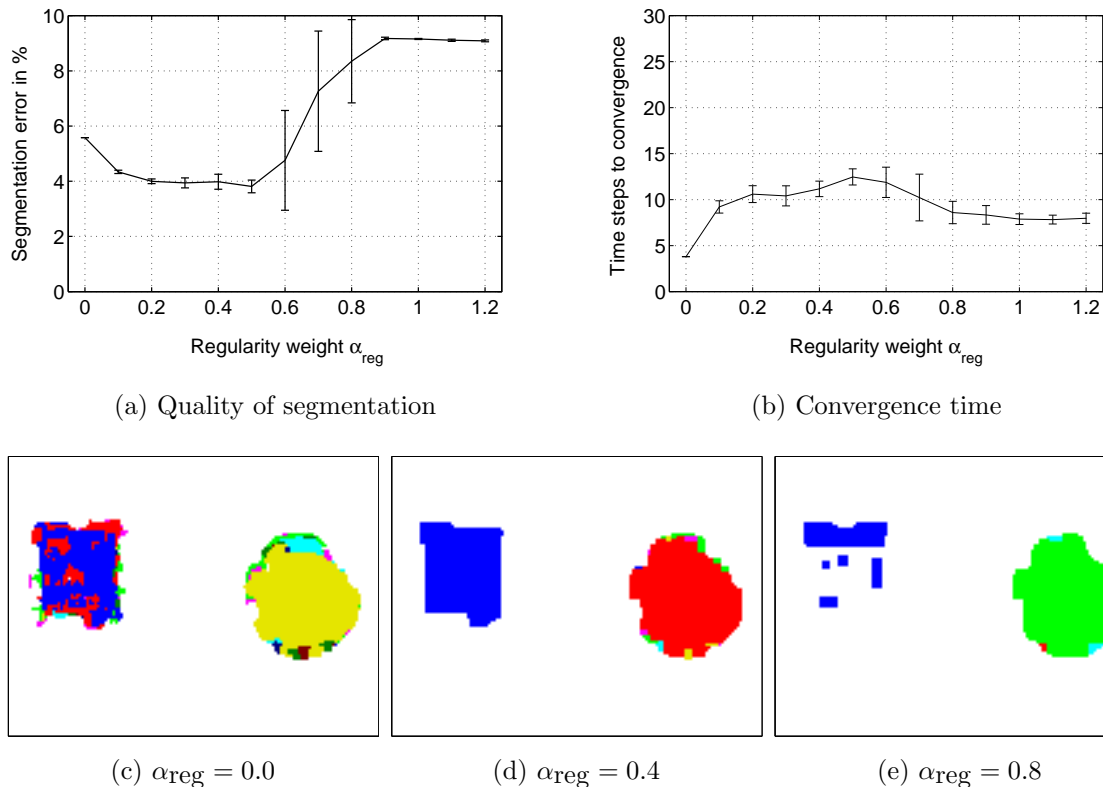 10
8
6
4
2
0
Segmentation error in %
0 0.2 0.4 0.6 0.8 1 1.2
Regularity weight α_reg
(a) Quality of segmentation
30
25
20
15
10
5
0
Time steps to convergence
0 0.2 0.4 0.6 0.8 1 1.2
Regularity weight α_reg
(b) Convergence time
(c) α_reg = 0.0
(d) α_reg = 0.4
(e) α_reg = 0.8